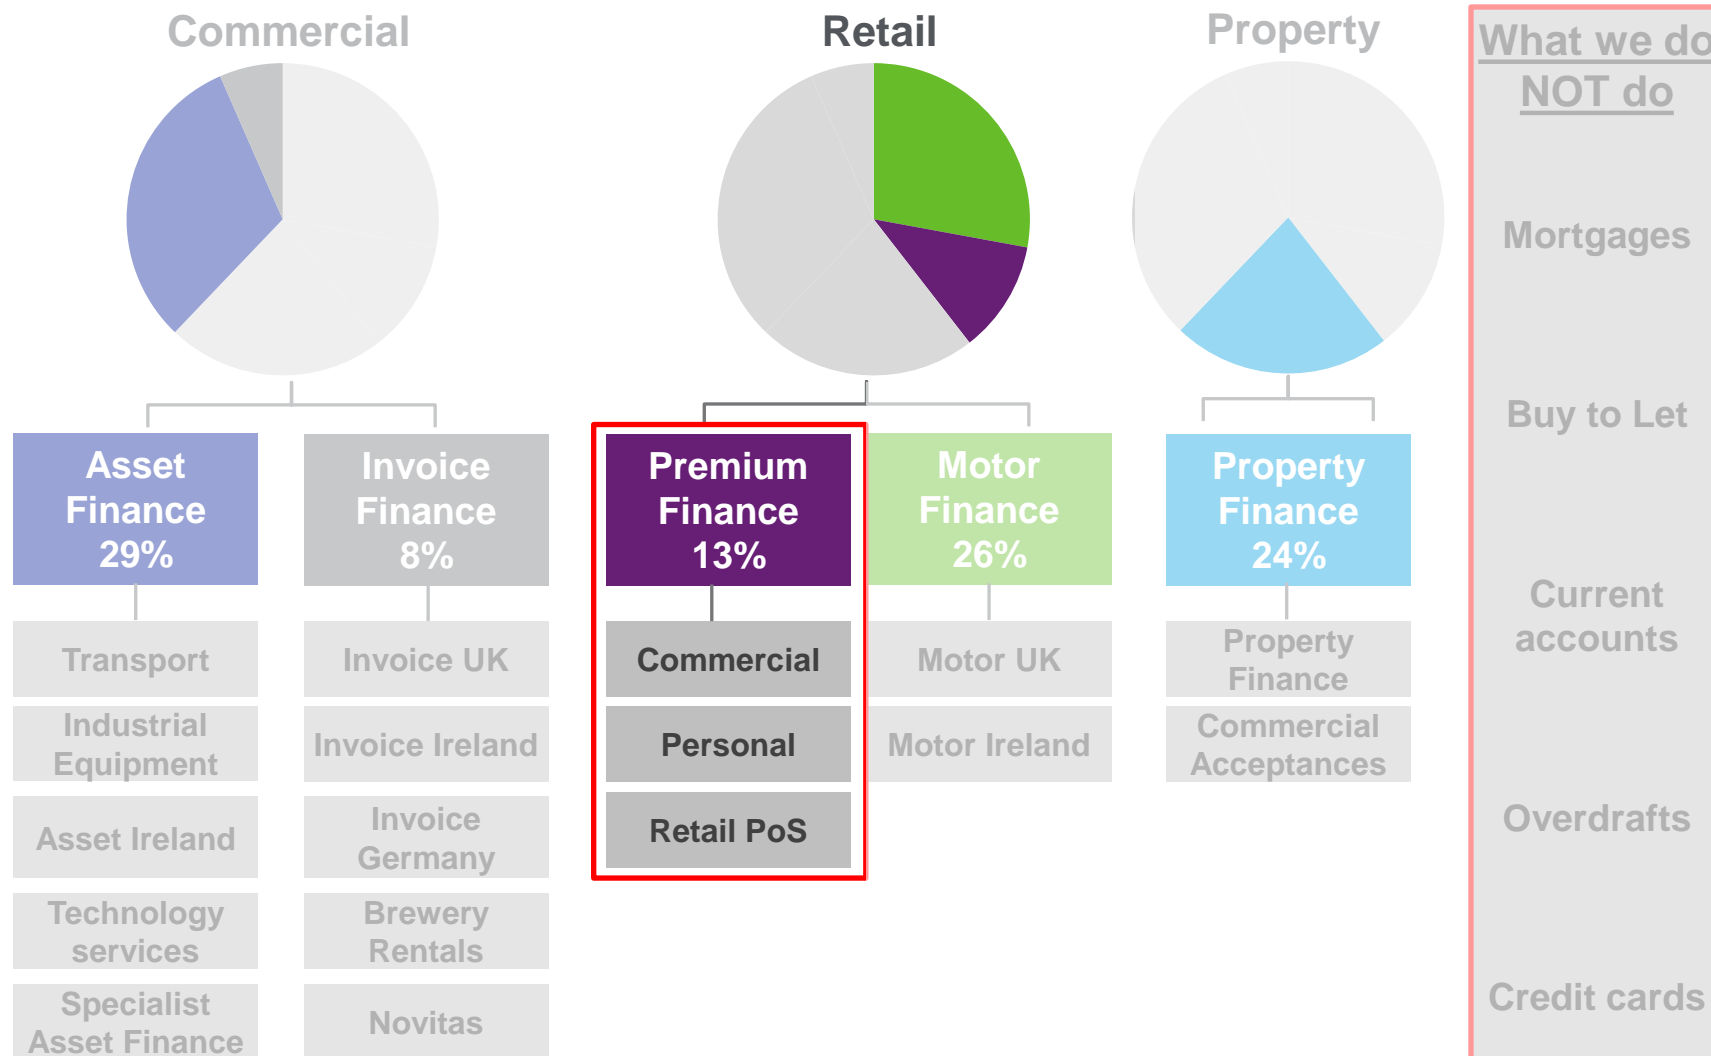 Commercial
Retail
Property
What we do
NOT do
Asset
Finance
29%
Invoice
Finance
8%
Premium
Finance
13%
Motor
Finance
26%
Property
Finance
24%
Transport
Industrial
Equipment
Asset Ireland
Technology
services
Specialist
Asset Finance
Invoice UK
Invoice Ireland
Invoice
Germany
Brewery
Rentals
Novitas
Commercial
Personal
Retail PoS
Motor UK
Motor Ireland
Property
Finance
Commercial
Acceptances
Mortgages
Buy to Let
Current
accounts
Overdrafts
Credit cards